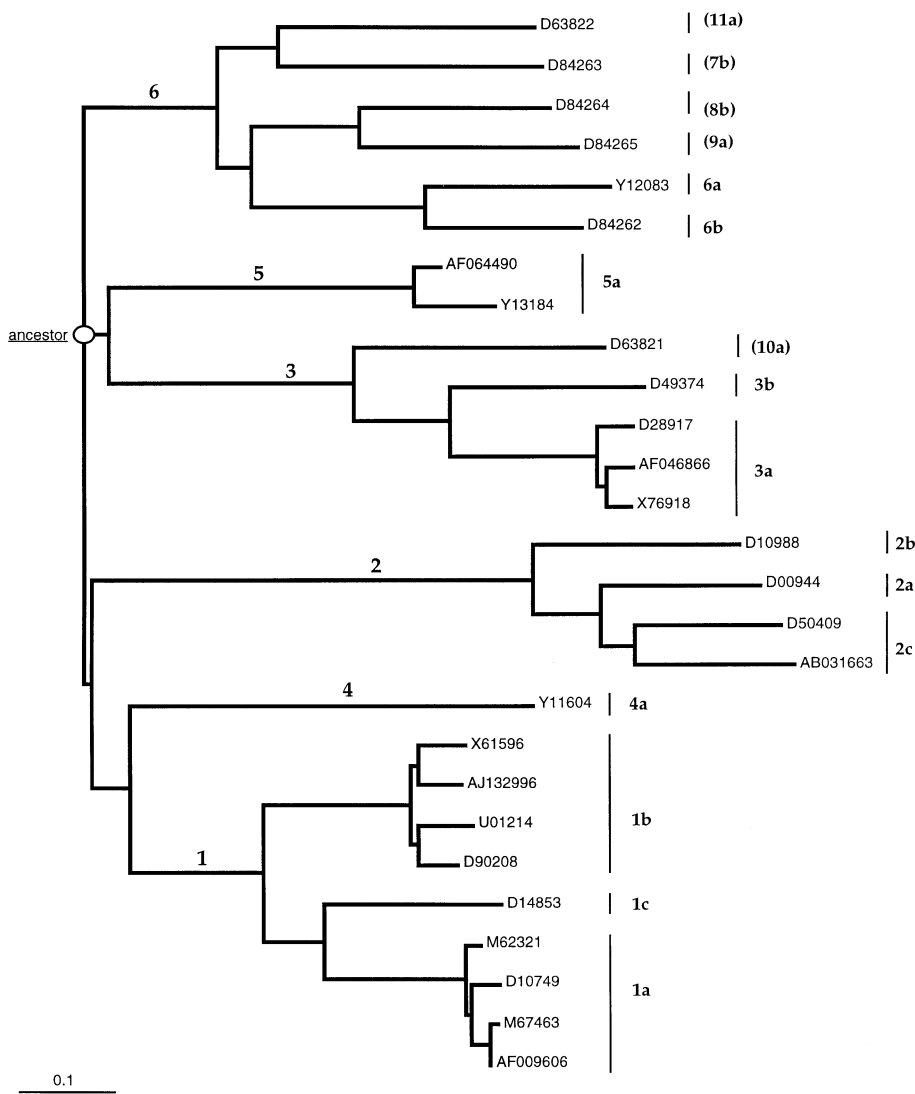 D63822 (11a)
D84263 (7b)
6
D84264 (8b)
D84265 (9a)
Y12083 6a
D84262 6b
AF064490
5
5a
Y13184
ancestor
D63821 (10a)
3
D49374 3b
D28917
AF046866
3a
X76918
D10988 2b
2
D00944 2a
D50409
2c
AB031663
4
Y11604 4a
X61596
AJ132996
1b
U01214
1
D90208
D14853 1c
M62321
D10749
1a
M67463
AF009606
0.1